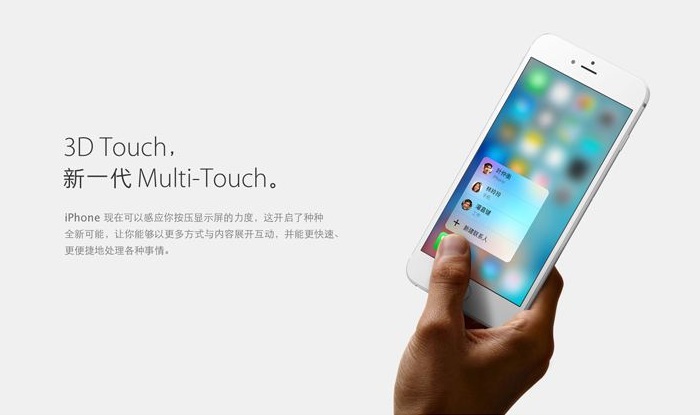 3D Touch，
新一代 Multi-Touch。
iPhone 现在可以感应你按压显示屏的力度，这开启了种种
全新可能，让你能够以更多方式与内容展开互动，并能更快速、
更便捷地处理各种事情。
林玲玲
新建联系人